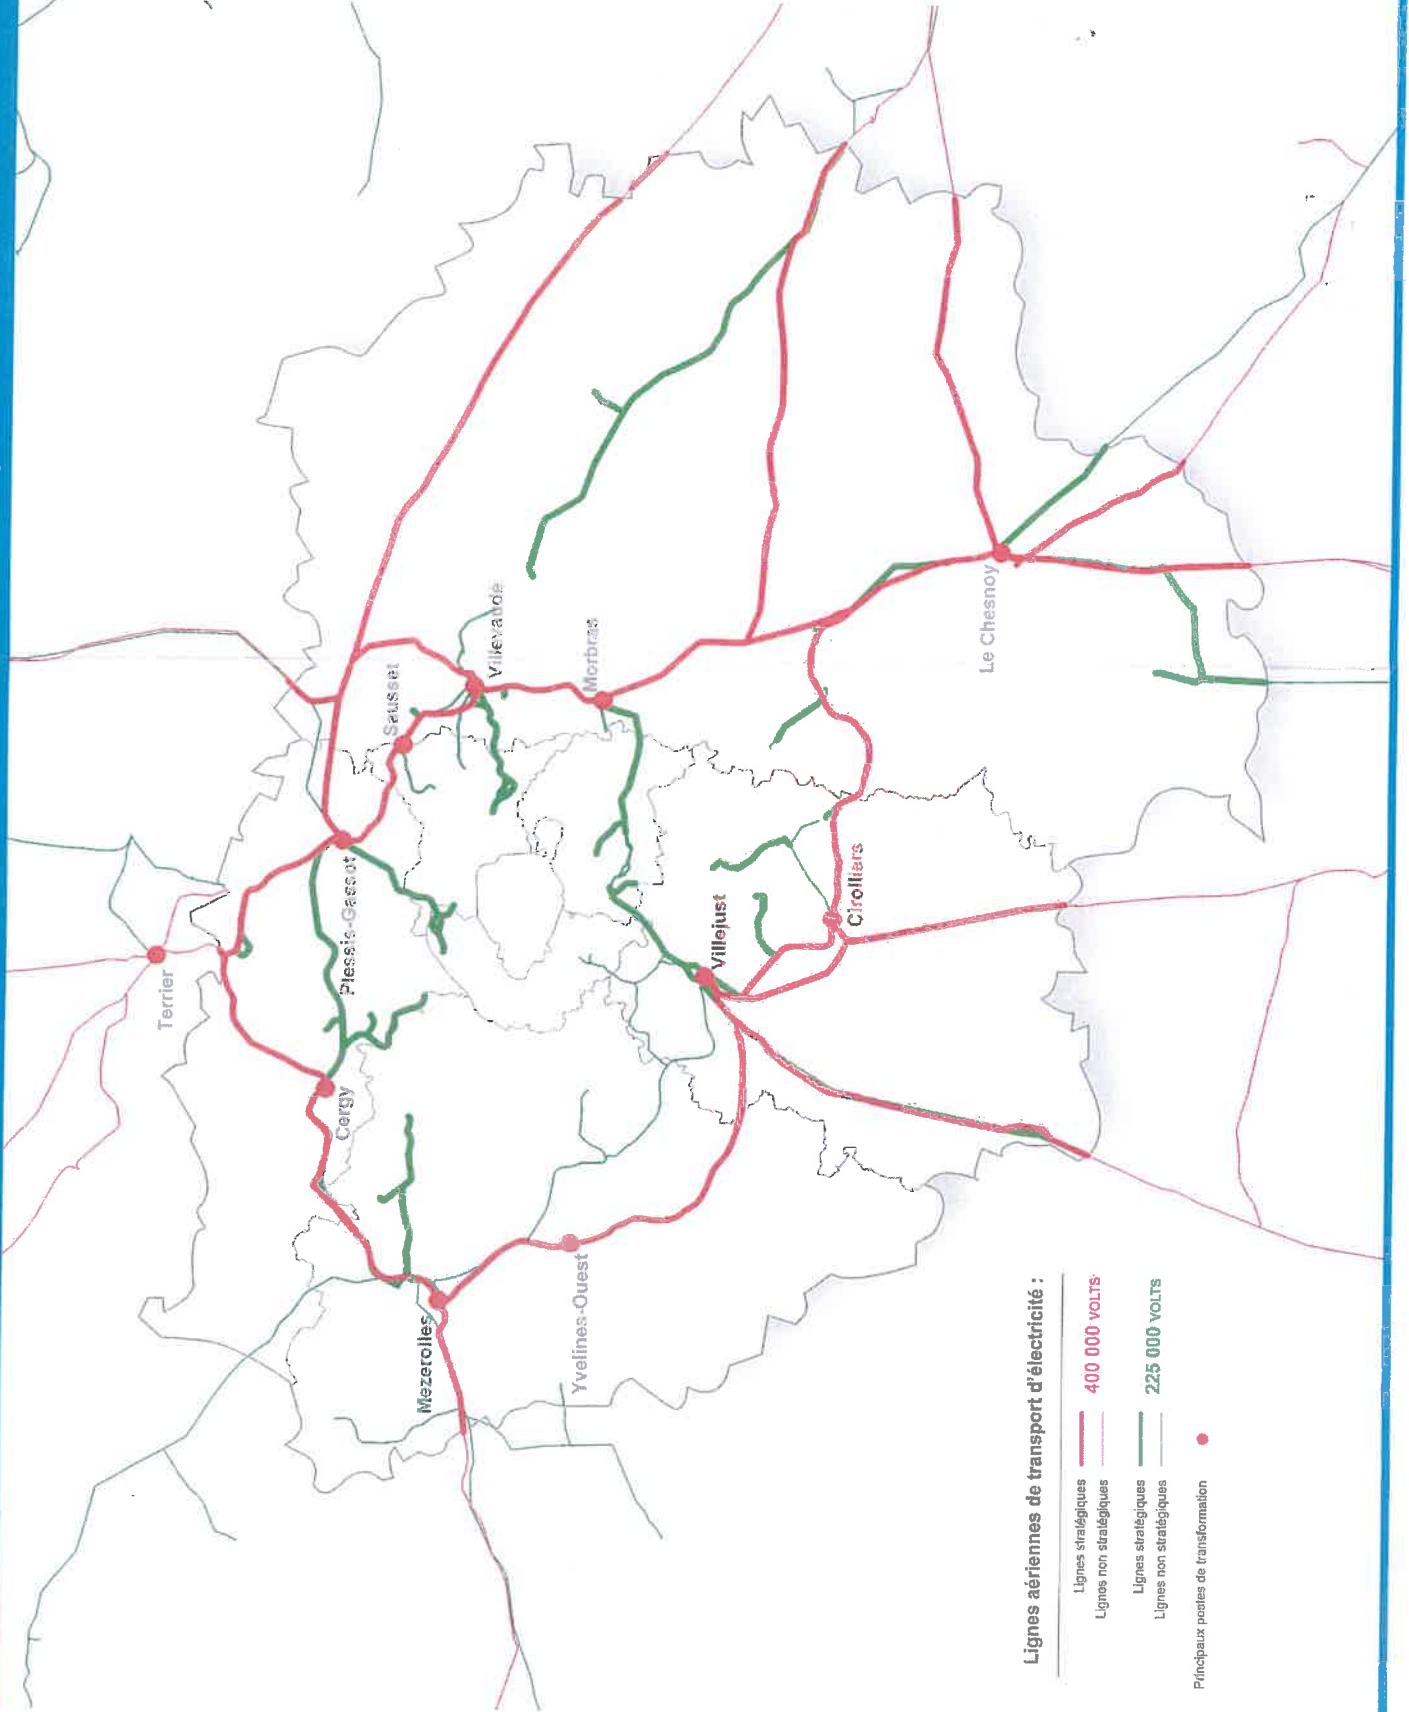 Terrier
Cergy
Plessis-Gassot
Sausset
Villevaudé
Morbras
Mezerolles
Yvelines-Ouest
Villejust
Cirolliers
Le Chesnoy
Lignes aériennes de transport d'électricité :
Lignes stratégiques
400 000 VOLTS
Lignes non stratégiques
Lignes stratégiques
225 000 VOLTS
Lignes non stratégiques
Principaux postes de transformation